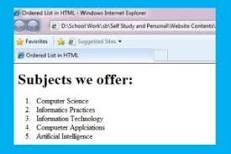 Ordered List in HTML - Windows Internet Explorer
D:\School Work\sb\Self Study and Personal\Website Contents\
Favorites Suggested Sites
Ordered List in HTML
Subjects we offer:
1. Computer Science
2. Informatics Practices
3. Information Technology
4. Compueter Applciations
5. Artificial Intelligence